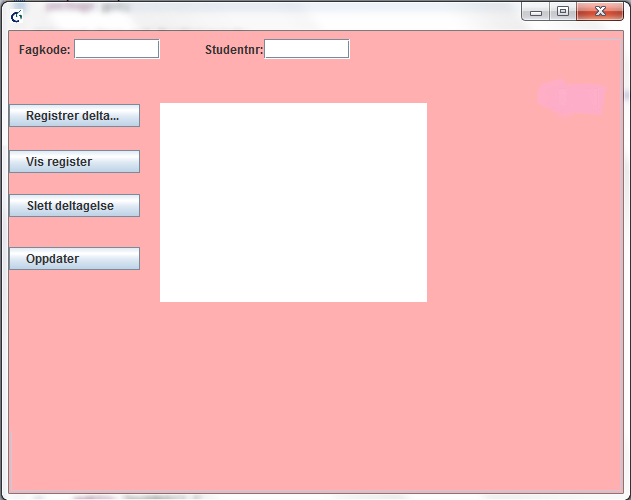 Fagkode:
Studentnr:
Registrer delta...
Vis register
Slett deltagelse
Oppdater